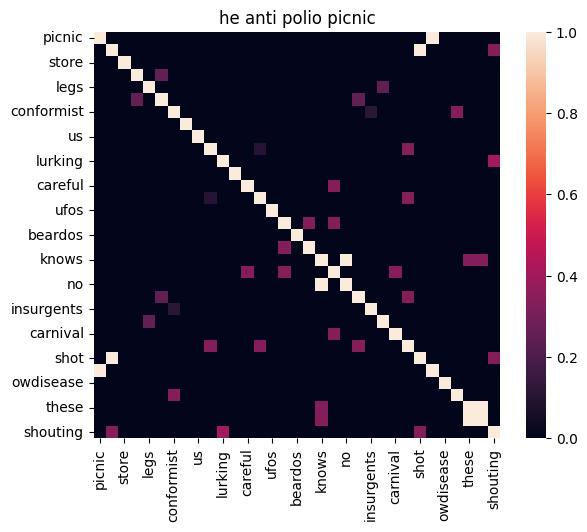 he anti polio picnic
picnic
store
legs
conformist
us
lurking
careful
ufos
beardos
knows
no
insurgents
carnival
shot
owdisease
these
shouting
1.0
0.8
0.6
0.4
0.2
0.0
picnic
store
legs
conformist
us
lurking
careful
ufos
beardos
knows
no
insurgents
carnival
shot
owdisease
these
shouting